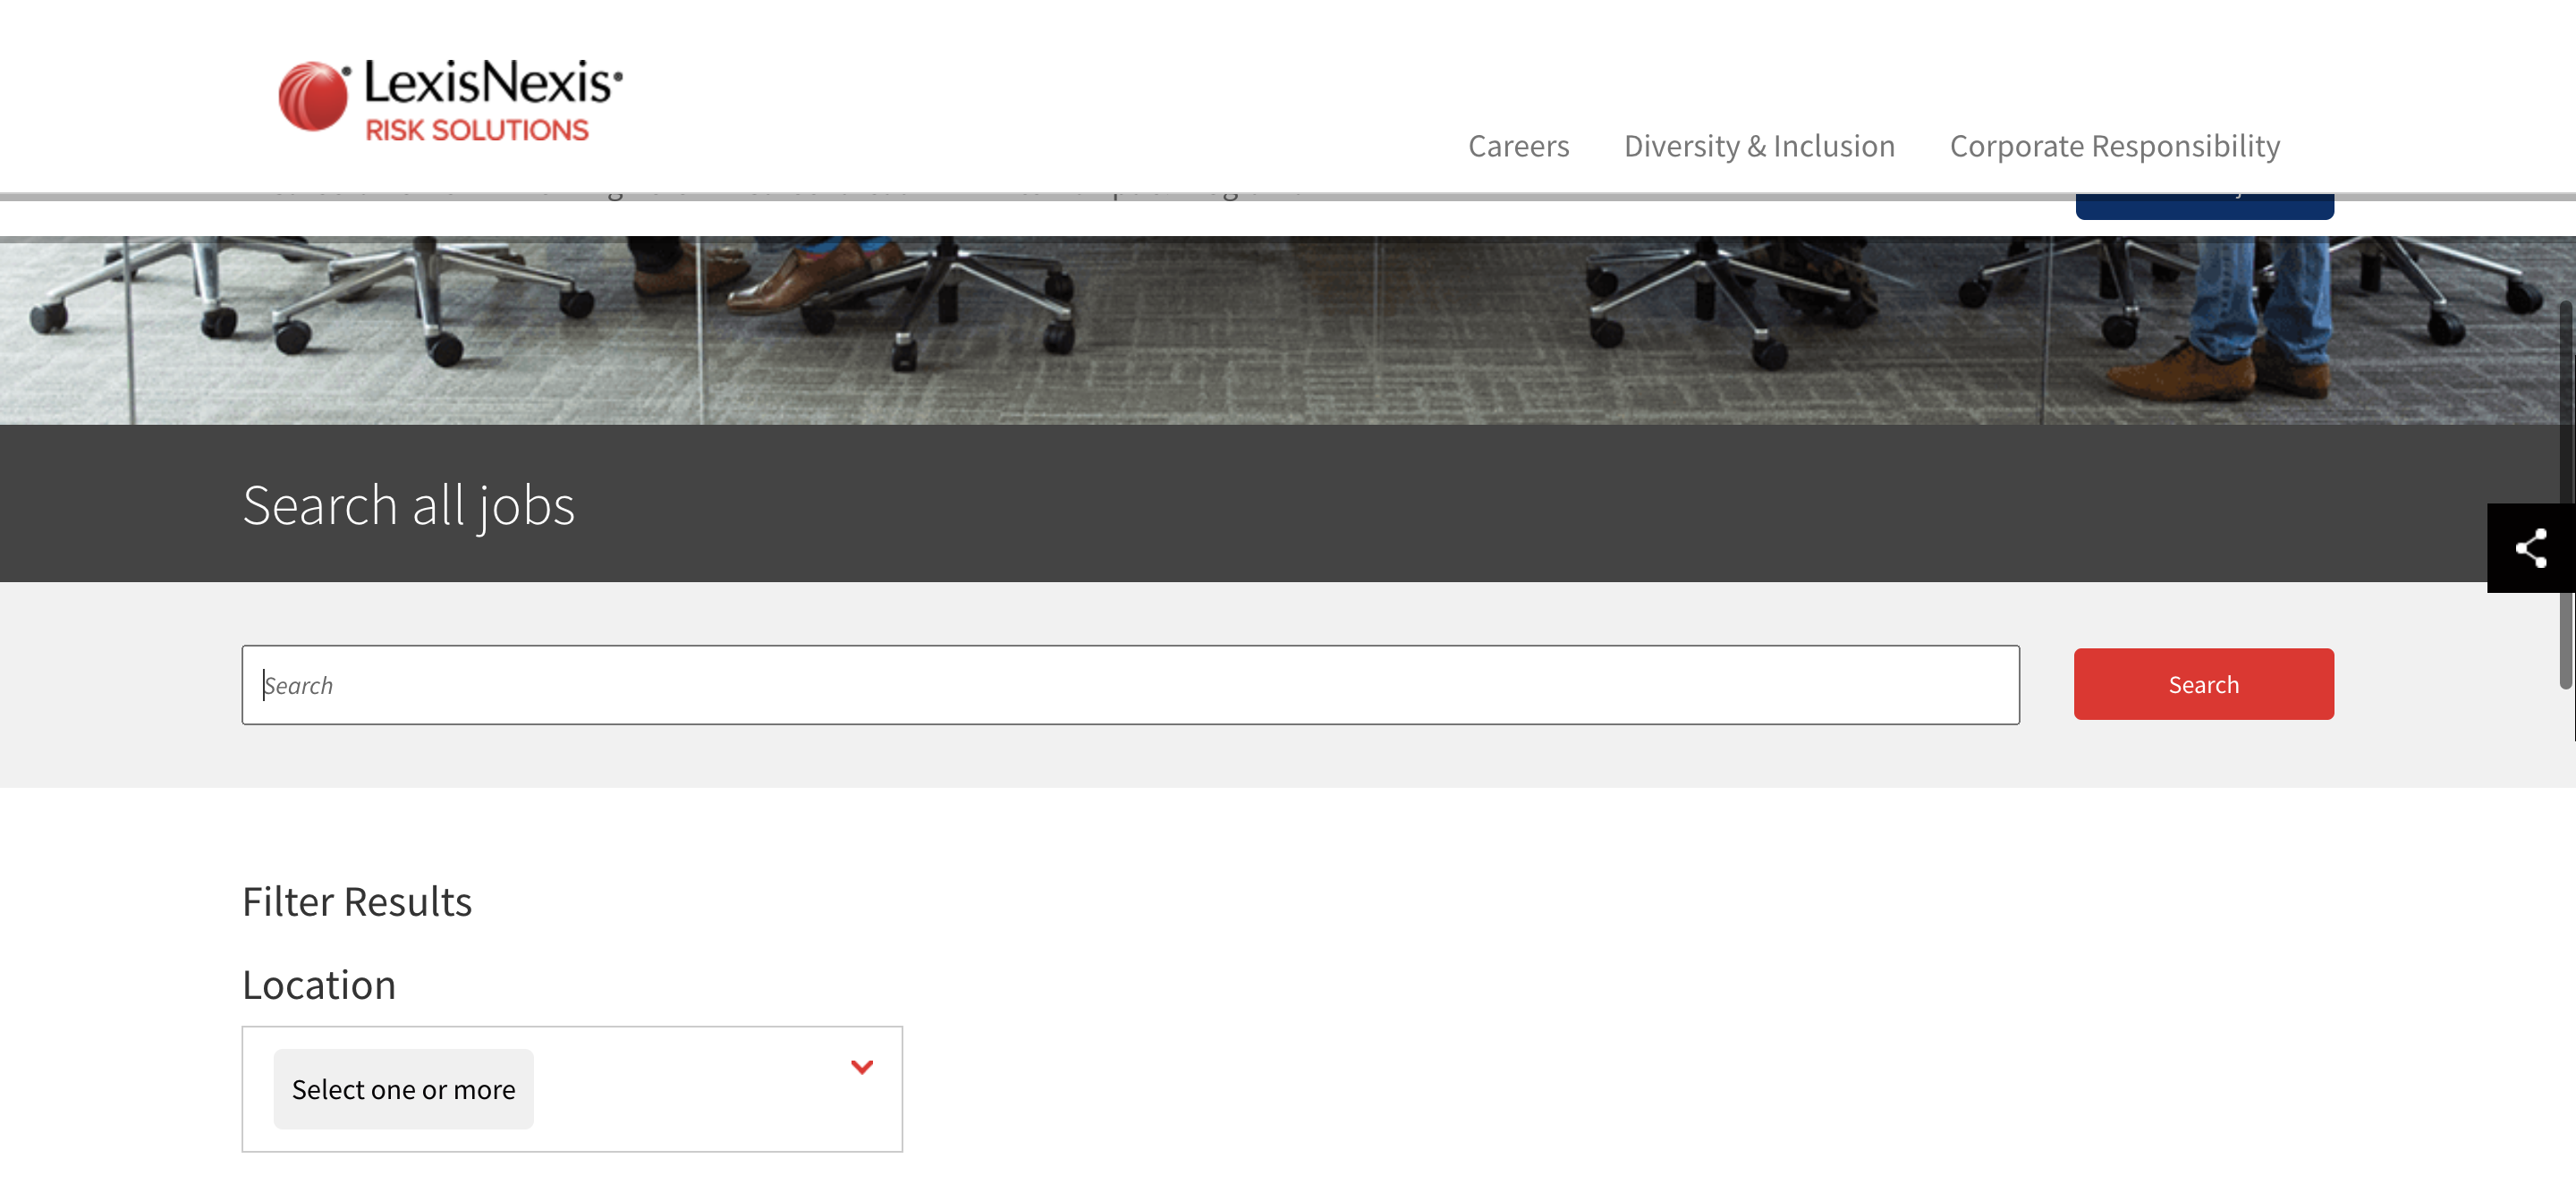 LexisNexis
RISK SOLUTIONS
Careers Diversity & Inclusion Corporate Responsibility
Search all jobs
Search
Search
Filter Results
Location
Select one or more